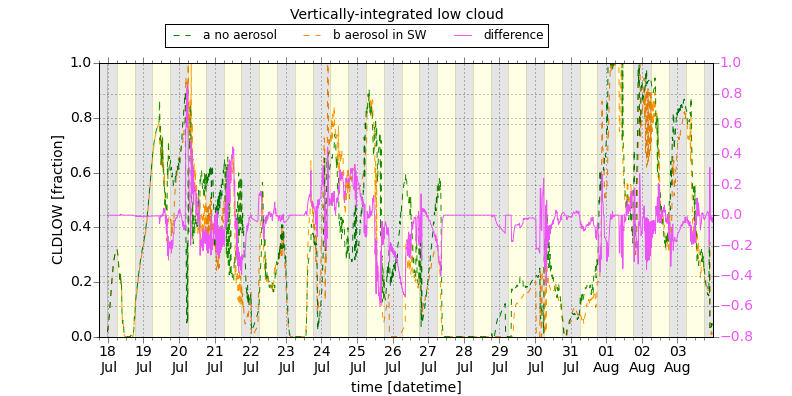 Vertically-integrated low cloud
a no aerosol b aerosol in SW difference
CLDLOW [fraction]
1.0
0.8
0.6
0.4
0.2
0.0
1.0
0.8
0.6
0.4
0.2
0.0
−0.2
−0.4
−0.6
−0.8
18 19 20 21 22 23 24 25 26 27 28 29 30 31 01 02 03
Jul Jul Jul Jul Jul Jul Jul Jul Jul Jul Jul Jul Jul Jul Aug Aug Aug
time [datetime]